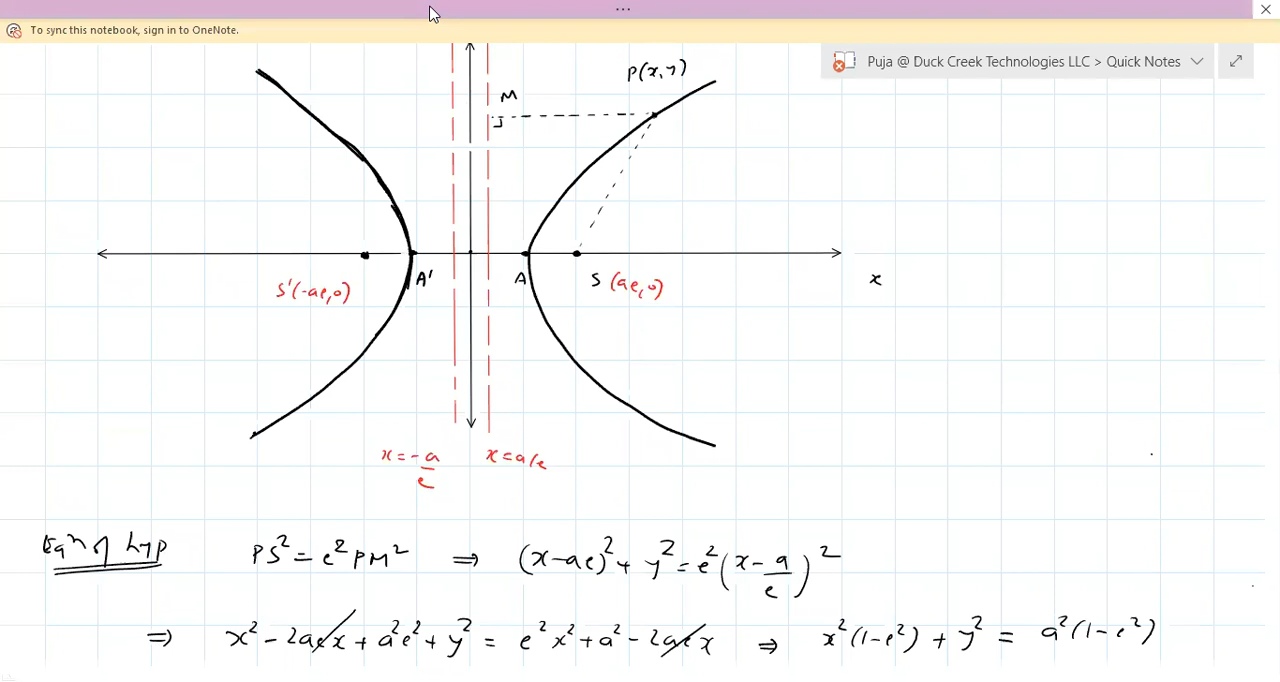 ...
To sync this notebook, sign in to OneNote.
Puja @ Duck Creek Technologies LLC > Quick Notes
P(x,y)
M
A'
A
S'(-ae,0)
S (ae,0)
x
x=-a/e
x=a/e
Eqⁿ of hyp
PS²=e²PM² ⇒ (x-ae)²+y²=e²(x-a/e)²
⇒ x²-2aex+a²e²+y²=e²x²+a²-2aex ⇒ x²(1-e²)+y²=a²(1-e²)